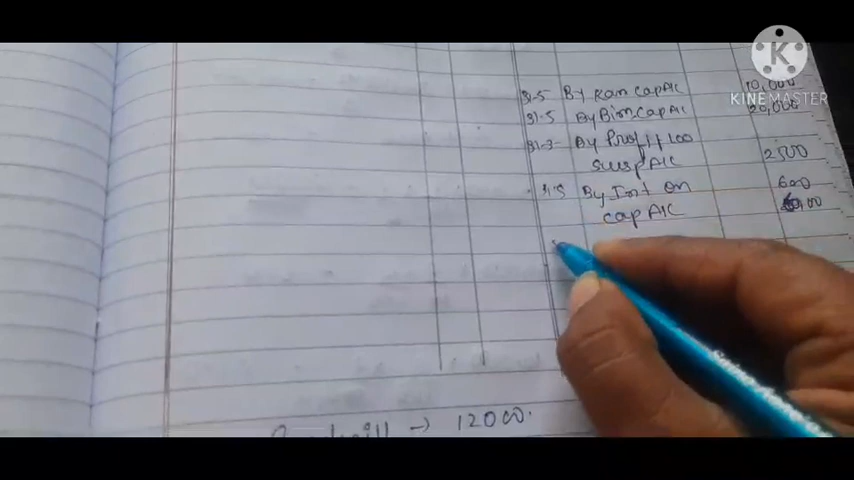 KINEMASTER
10,000
31-5 By Ram cap A/C 20,000
31-5 By Bim cap A/C
31-3- By Profit & loss
susp A/C 2500
31-5 By Int on 600
cap A/C
→ 12000.